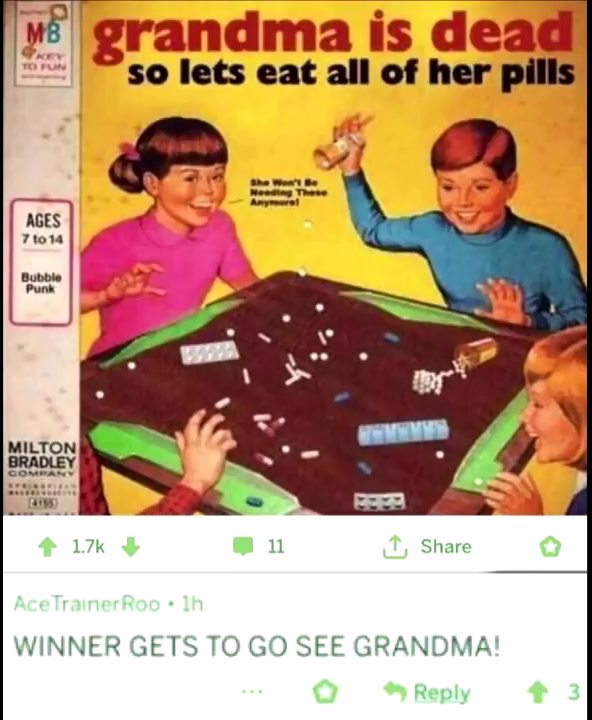 MB
KEY
TO FUN
grandma is dead
so lets eat all of her pills
She Won't Be
Needing These
Anymore!
AGES
7 to 14
Bubble
Punk
MILTON
BRADLEY
COMPANY
4155
1.7k
11
Share
AceTrainerRoo • 1h
WINNER GETS TO GO SEE GRANDMA!
... Reply 3